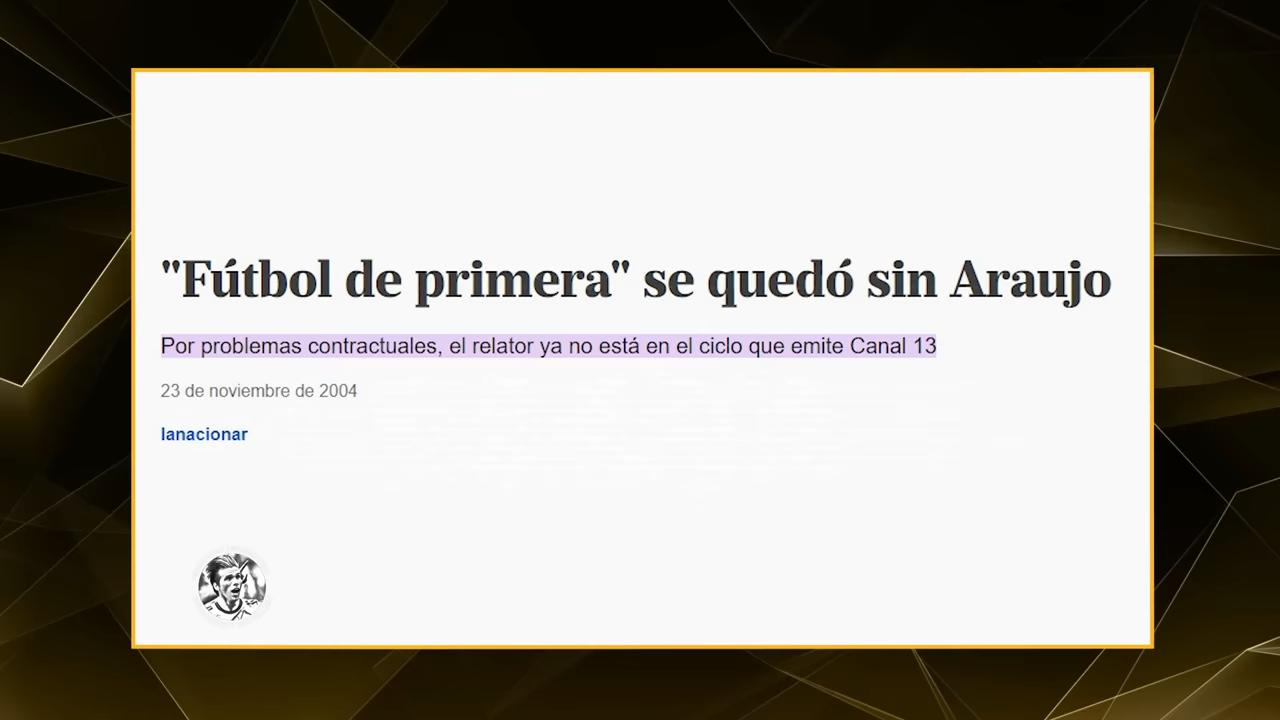 "Fútbol de primera" se quedó sin Araujo
Por problemas contractuales, el relator ya no está en el ciclo que emite Canal 13
23 de noviembre de 2004
lanacionar